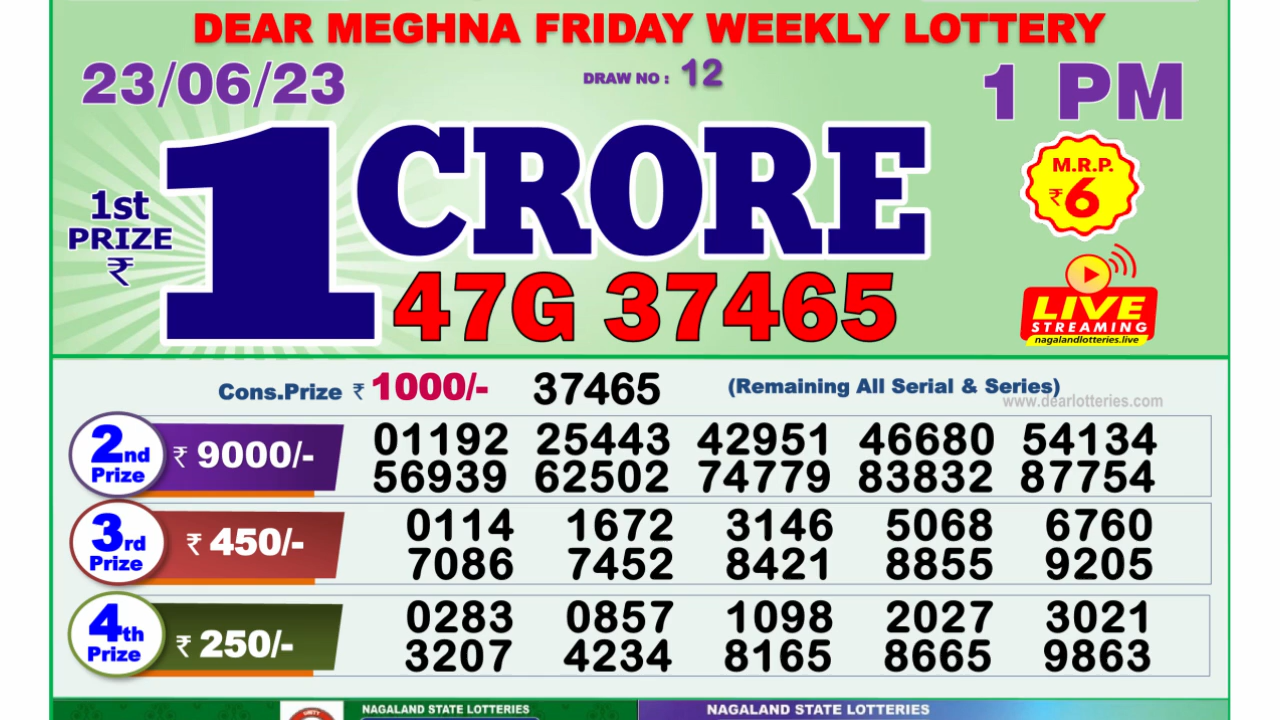 DEAR MEGHNA FRIDAY WEEKLY LOTTERY
23/06/23
DRAW NO : 12
1 PM
1st
PRIZE
₹
1 CRORE
47G 37465
M.R.P.
₹6
LIVE
STREAMING
nagalandlotteries.live
Cons.Prize ₹ 1000/- 37465 (Remaining All Serial & Series)
www.dearlotteries.com
2nd Prize ₹ 9000/-
01192 25443 42951 46680 54134
56939 62502 74779 83832 87754
3rd Prize ₹ 450/-
0114 1672 3146 5068 6760
7086 7452 8421 8855 9205
4th Prize ₹ 250/-
0283 0857 1098 2027 3021
3207 4234 8165 8665 9863
NAGALAND STATE LOTTERIES
NAGALAND STATE LOTTERIES